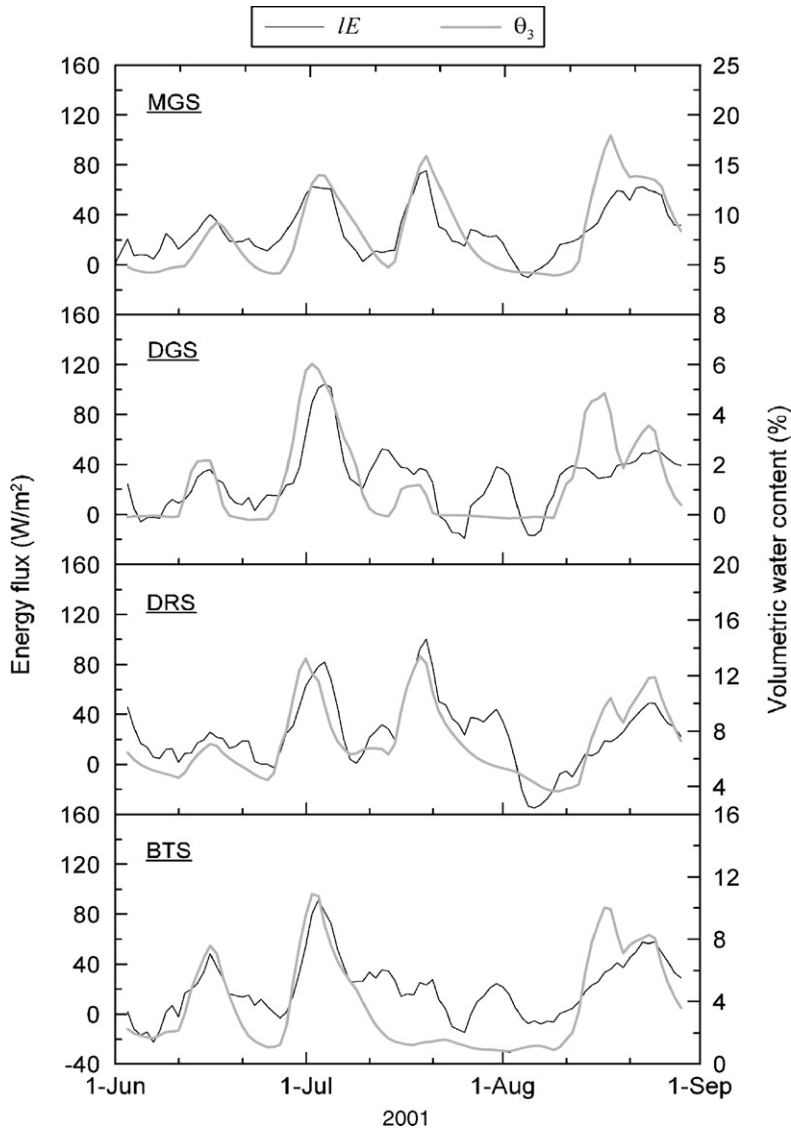 lE θ3
160 25
MGS
120 20
80 15
40 10
0 5
160 8
DGS
120 6
80 4
40 2
0 0
160 20
DRS
120 16
80 12
40 8
0 4
160 16
BTS
120 12
80 8
40 4
0
-40 0
1-Jun 1-Jul 1-Aug 1-Sep
2001
Energy flux (W/m²)
Volumetric water content (%)